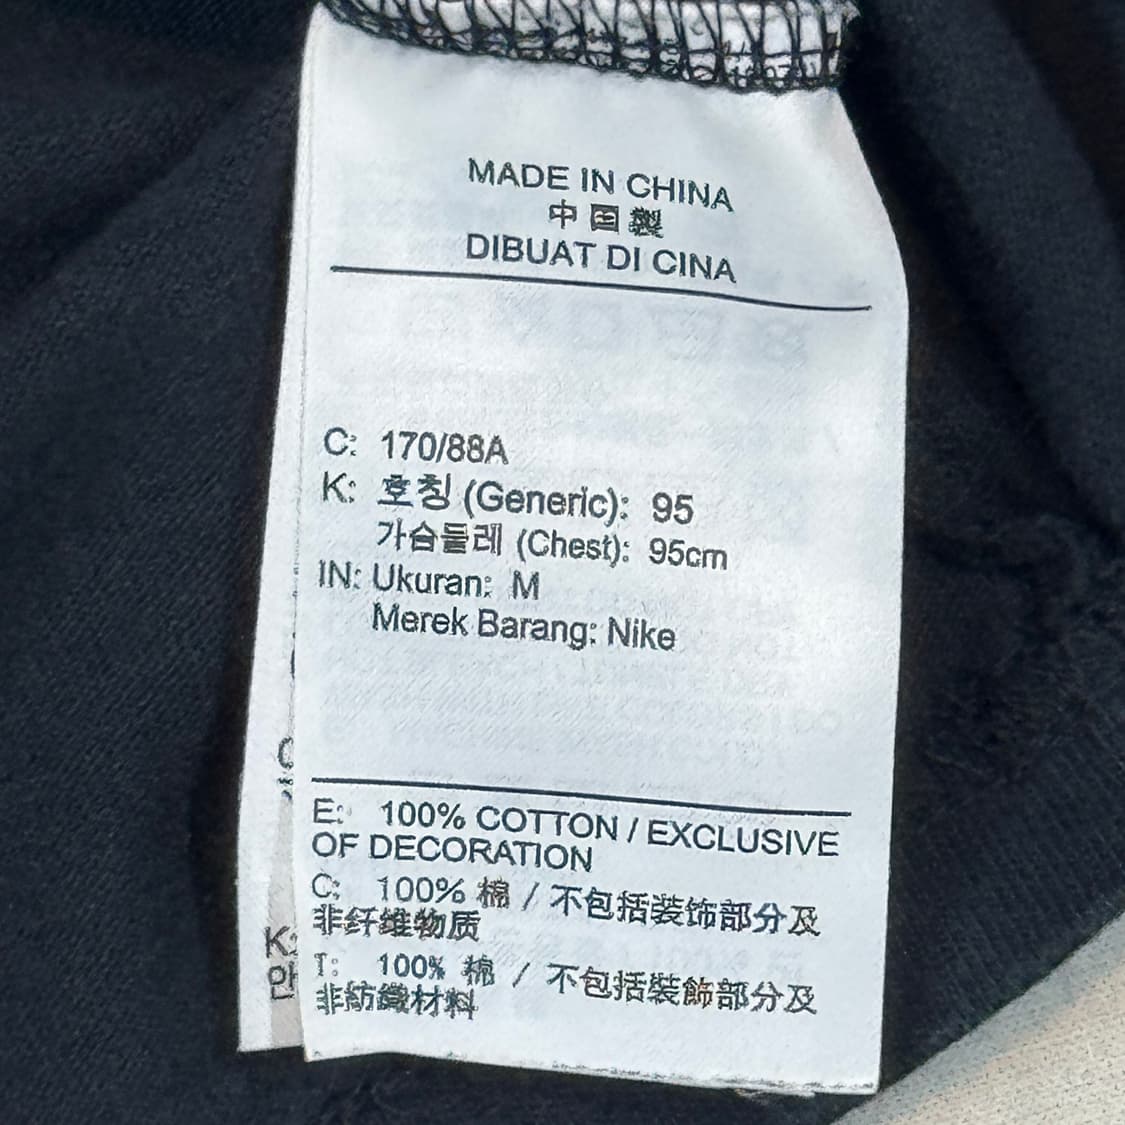 MADE IN CHINA
中国製
DIBUAT DI CINA
C: 170/88A
K: 호칭 (Generic): 95
가슴둘레 (Chest): 95cm
IN: Ukuran: M
Merek Barang: Nike
E: 100% COTTON / EXCLUSIVE
OF DECORATION
C: 100% 棉 / 不包括装饰部分及
非纤维物质
T: 100% 棉 / 不包括裝飾部分及
非紡織材料
K:
안